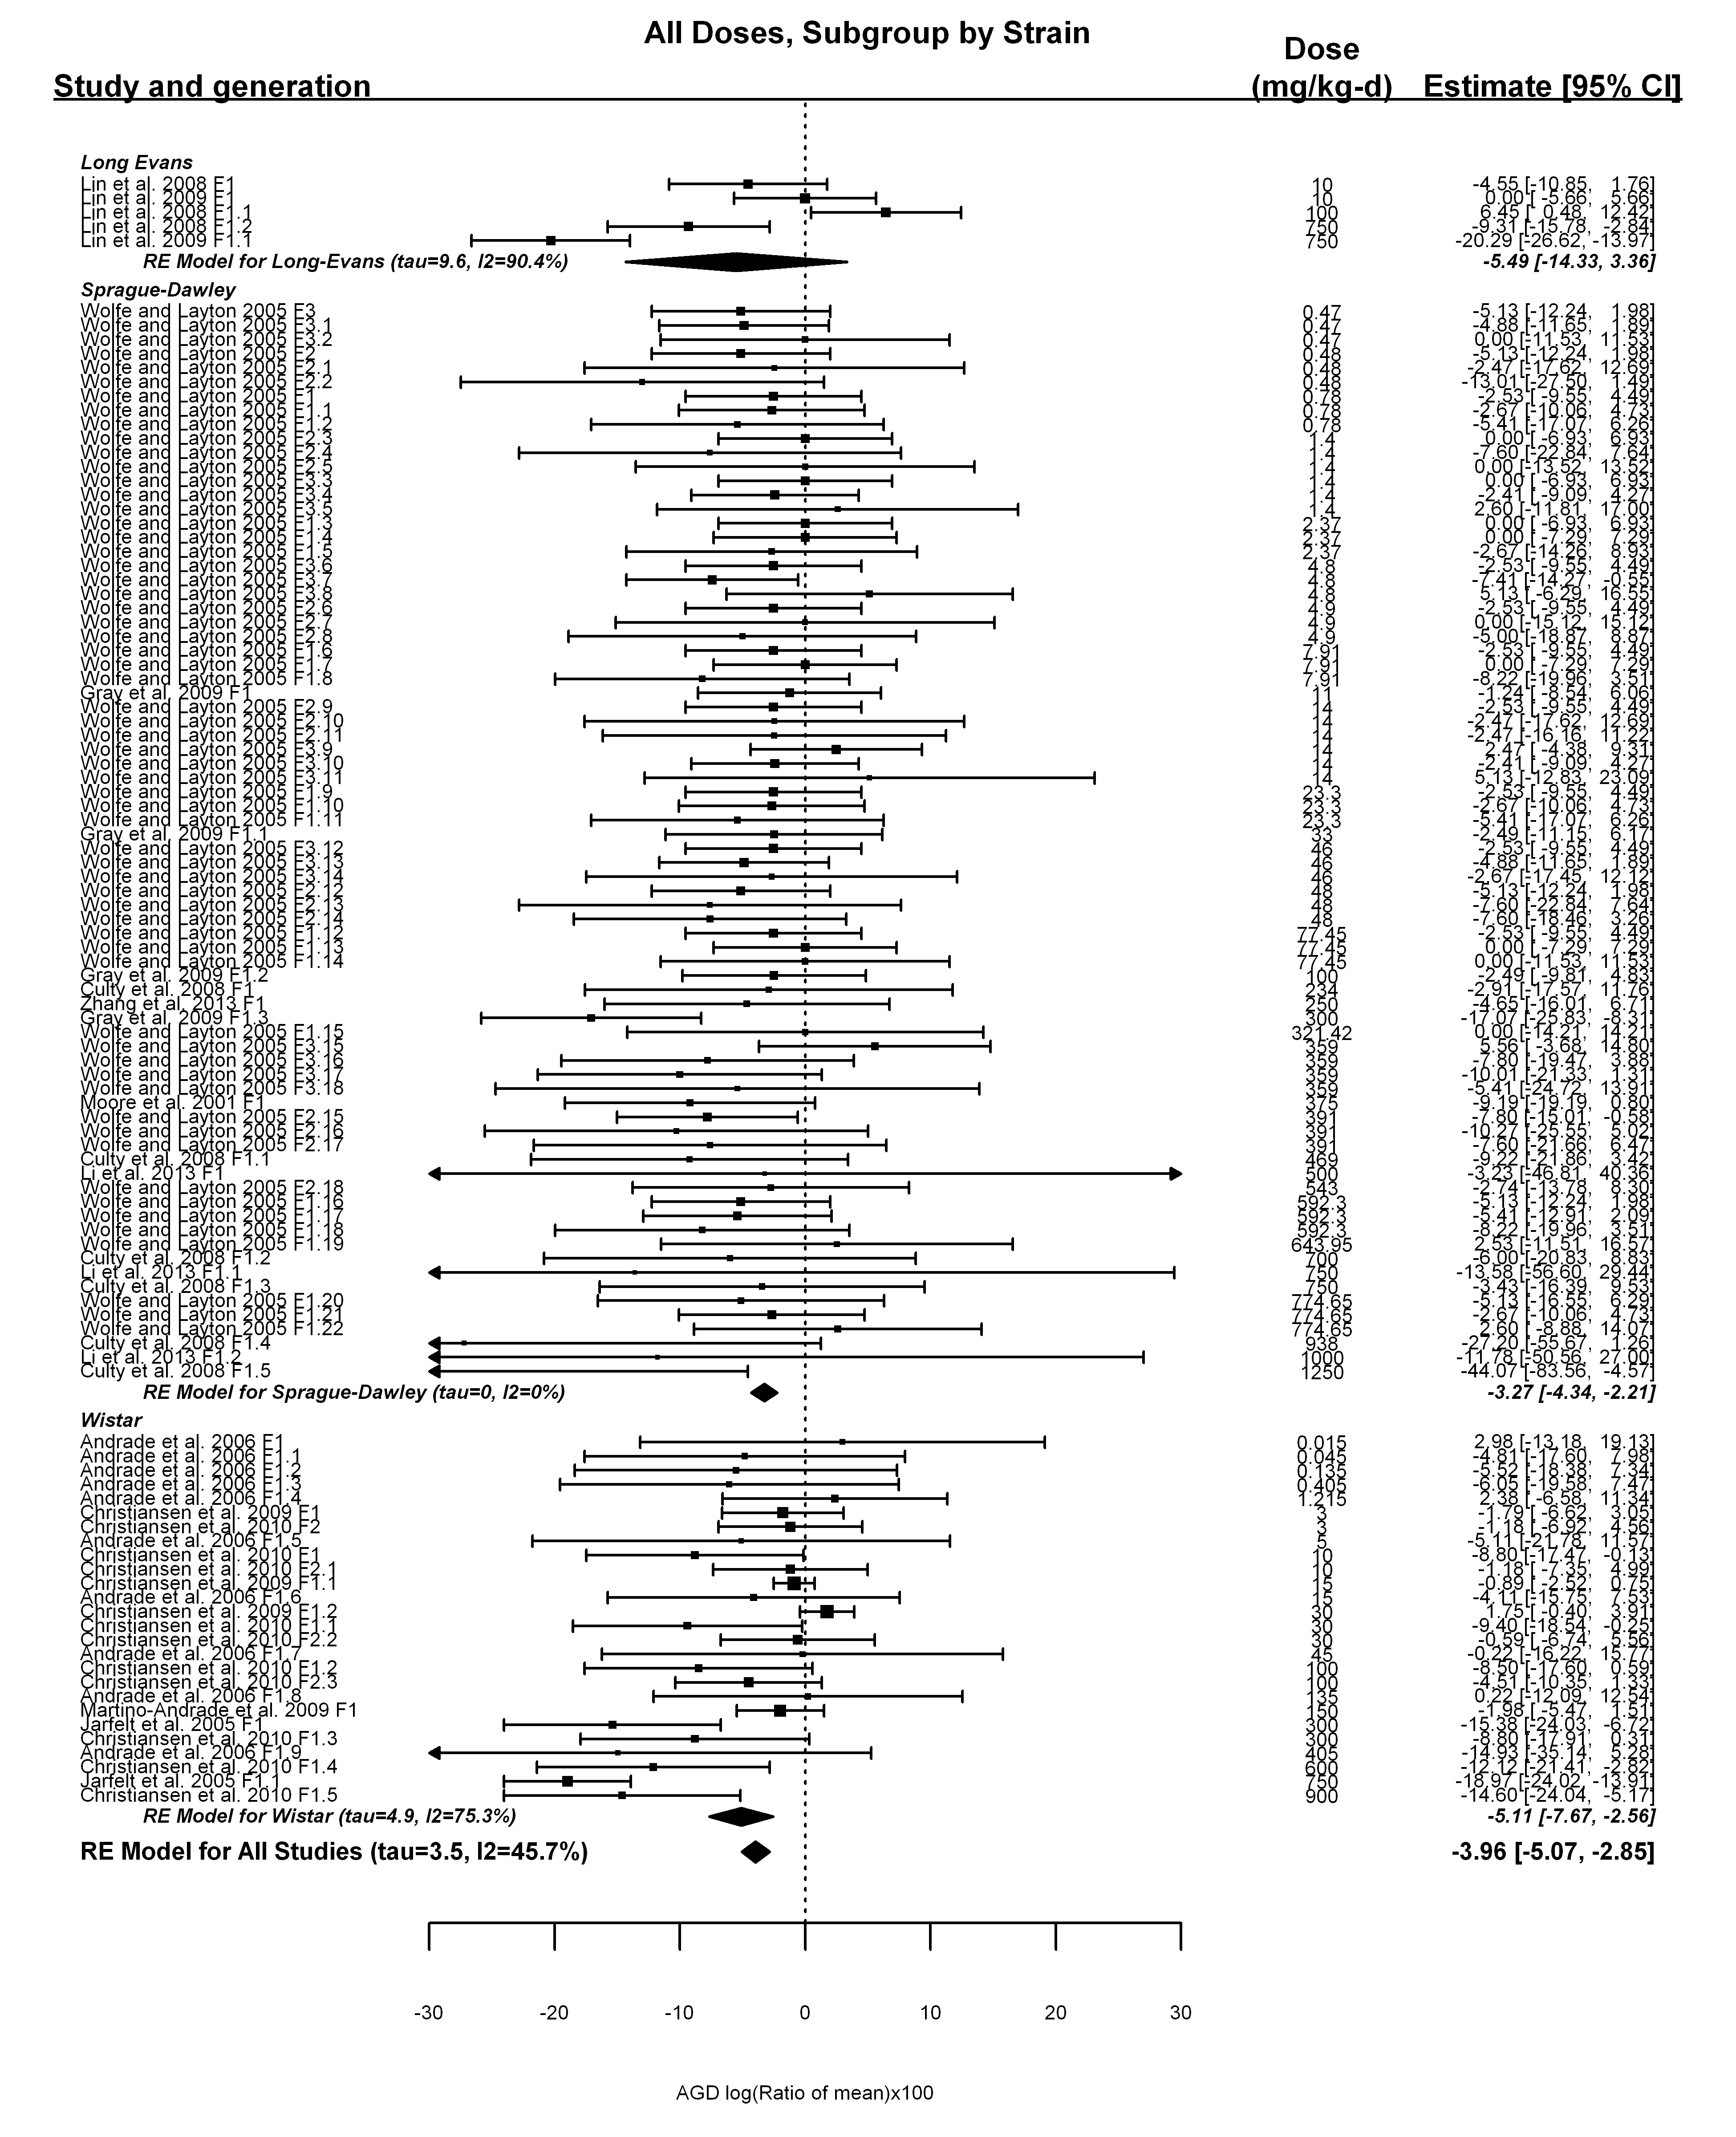 All Doses, Subgroup by Strain
Dose
Study and generation (mg/kg-d) Estimate [95% CI]
Long Evans
Lin et al. 2008 F1 10 -4.55 [-10.85, 1.76]
Lin et al. 2009 F1 10 0.00 [ -5.66, 5.66]
Lin et al. 2008 F1.1 100 6.45 [ 0.48, 12.42]
Lin et al. 2008 F1.2 750 -9.31 [-15.78, -2.84]
Lin et al. 2009 F1.1 750 -20.29 [-26.62, -13.97]
RE Model for Long-Evans (tau=9.6, I2=90.4%) -5.49 [-14.33, 3.36]
Sprague-Dawley
Wolfe and Layton 2005 F3 0.47 -5.13 [-12.24, 1.98]
Wolfe and Layton 2005 F3.1 0.47 -4.88 [-11.65, 1.89]
Wolfe and Layton 2005 F3.2 0.47 0.00 [-11.53, 11.53]
Wolfe and Layton 2005 F2 0.48 -5.13 [-12.24, 1.98]
Wolfe and Layton 2005 F2.1 0.48 -2.47 [-17.62, 12.69]
Wolfe and Layton 2005 F2.2 0.48 -13.01 [-27.50, 1.49]
Wolfe and Layton 2005 F1 0.78 -2.53 [ -9.55, 4.49]
Wolfe and Layton 2005 F1.1 0.78 -2.67 [-10.06, 4.73]
Wolfe and Layton 2005 F1.2 0.78 -5.41 [-17.07, 6.26]
Wolfe and Layton 2005 F2.3 1.4 0.00 [ -6.93, 6.93]
Wolfe and Layton 2005 F2.4 1.4 -7.60 [-22.84, 7.64]
Wolfe and Layton 2005 F2.5 1.4 0.00 [-13.52, 13.52]
Wolfe and Layton 2005 F3.3 1.4 0.00 [ -6.93, 6.93]
Wolfe and Layton 2005 F3.4 1.4 -2.41 [ -9.09, 4.27]
Wolfe and Layton 2005 F3.5 1.4 2.60 [-11.81, 17.00]
Wolfe and Layton 2005 F1.3 2.37 0.00 [ -6.93, 6.93]
Wolfe and Layton 2005 F1.4 2.37 0.00 [ -7.29, 7.29]
Wolfe and Layton 2005 F1.5 2.37 -2.67 [-14.26, 8.93]
Wolfe and Layton 2005 F3.6 4.8 -2.53 [ -9.55, 4.49]
Wolfe and Layton 2005 F3.7 4.8 -7.41 [-14.27, -0.55]
Wolfe and Layton 2005 F3.8 4.8 5.13 [ -6.29, 16.55]
Wolfe and Layton 2005 F2.6 4.9 -2.53 [ -9.55, 4.49]
Wolfe and Layton 2005 F2.7 4.9 0.00 [-15.12, 15.12]
Wolfe and Layton 2005 F2.8 4.9 -5.00 [-18.87, 8.87]
Wolfe and Layton 2005 F1.6 7.91 -2.53 [ -9.55, 4.49]
Wolfe and Layton 2005 F1.7 7.91 0.00 [ -7.29, 7.29]
Wolfe and Layton 2005 F1.8 7.91 -8.22 [-19.96, 3.51]
Gray et al. 2009 F1 11 -1.24 [ -8.54, 6.06]
Wolfe and Layton 2005 F2.9 14 -2.53 [ -9.55, 4.49]
Wolfe and Layton 2005 F2.10 14 -2.47 [-17.62, 12.69]
Wolfe and Layton 2005 F2.11 14 -2.47 [-16.16, 11.22]
Wolfe and Layton 2005 F3.9 14 2.47 [ -4.38, 9.31]
Wolfe and Layton 2005 F3.10 14 -2.41 [ -9.09, 4.27]
Wolfe and Layton 2005 F3.11 14 5.13 [-12.83, 23.09]
Wolfe and Layton 2005 F1.9 23.3 -2.53 [ -9.55, 4.49]
Wolfe and Layton 2005 F1.10 23.3 -2.67 [-10.06, 4.73]
Wolfe and Layton 2005 F1.11 23.3 -5.41 [-17.07, 6.26]
Gray et al. 2009 F1.1 33 -2.49 [-11.15, 6.17]
Wolfe and Layton 2005 F3.12 46 -2.53 [ -9.55, 4.49]
Wolfe and Layton 2005 F3.13 46 -4.88 [-11.65, 1.89]
Wolfe and Layton 2005 F3.14 46 -2.67 [-17.45, 12.12]
Wolfe and Layton 2005 F2.12 48 -5.13 [-12.24, 1.98]
Wolfe and Layton 2005 F2.13 48 -7.60 [-22.84, 7.64]
Wolfe and Layton 2005 F2.14 48 -7.60 [-18.46, 3.26]
Wolfe and Layton 2005 F1.12 77.45 -2.53 [ -9.55, 4.49]
Wolfe and Layton 2005 F1.13 77.45 0.00 [ -7.29, 7.29]
Wolfe and Layton 2005 F1.14 77.45 0.00 [-11.53, 11.53]
Gray et al. 2009 F1.2 100 -2.49 [ -9.81, 4.83]
Culty et al. 2008 F1 234 -2.91 [-17.57, 11.76]
Zhang et al. 2013 F1 250 -4.65 [-16.01, 6.71]
Gray et al. 2009 F1.3 300 -17.07 [-25.83, -8.31]
Wolfe and Layton 2005 F1.15 321.42 0.00 [-14.21, 14.21]
Wolfe and Layton 2005 F3.15 359 5.56 [ -3.68, 14.80]
Wolfe and Layton 2005 F3.16 359 -7.80 [-19.47, 3.88]
Wolfe and Layton 2005 F3.17 359 -10.01 [-21.33, 1.31]
Wolfe and Layton 2005 F3.18 359 -5.41 [-24.72, 13.91]
Moore et al. 2001 F1 375 -9.19 [-19.19, 0.80]
Wolfe and Layton 2005 F2.15 391 -7.80 [-15.01, -0.58]
Wolfe and Layton 2005 F2.16 391 -10.27 [-25.55, 5.02]
Wolfe and Layton 2005 F2.17 391 -7.60 [-21.66, 6.47]
Culty et al. 2008 F1.1 469 -9.22 [-21.86, 3.42]
Li et al. 2013 F1 500 -3.23 [-46.81, 40.36]
Wolfe and Layton 2005 F2.18 543 -2.74 [-13.78, 8.30]
Wolfe and Layton 2005 F1.16 592.3 -5.13 [-12.24, 1.98]
Wolfe and Layton 2005 F1.17 592.3 -5.41 [-12.91, 2.09]
Wolfe and Layton 2005 F1.18 592.3 -8.22 [-19.96, 3.51]
Wolfe and Layton 2005 F1.19 643.95 2.53 [-11.51, 16.57]
Culty et al. 2008 F1.2 700 -6.00 [-20.83, 8.83]
Li et al. 2013 F1.1 750 -13.58 [-56.60, 29.44]
Culty et al. 2008 F1.3 750 -3.43 [-16.39, 9.53]
Wolfe and Layton 2005 F1.20 774.65 -5.13 [-16.55, 6.29]
Wolfe and Layton 2005 F1.21 774.65 -2.67 [-10.06, 4.73]
Wolfe and Layton 2005 F1.22 774.65 2.60 [ -8.88, 14.07]
Culty et al. 2008 F1.4 938 -27.20 [-55.67, 1.26]
Li et al. 2013 F1.2 1000 -11.78 [-50.56, 27.00]
Culty et al. 2008 F1.5 1250 -44.07 [-83.56, -4.57]
RE Model for Sprague-Dawley (tau=0, I2=0%) -3.27 [-4.34, -2.21]
Wistar
Andrade et al. 2006 F1 0.015 2.98 [-13.18, 19.13]
Andrade et al. 2006 F1.1 0.045 -4.81 [-17.60, 7.98]
Andrade et al. 2006 F1.2 0.135 -5.52 [-18.38, 7.34]
Andrade et al. 2006 F1.3 0.405 -6.05 [-19.58, 7.47]
Andrade et al. 2006 F1.4 1.215 2.38 [ -6.58, 11.34]
Christiansen et al. 2009 F1 3 -1.79 [ -6.62, 3.05]
Christiansen et al. 2010 F2 3 -1.18 [ -6.92, 4.56]
Andrade et al. 2006 F1.5 5 -5.11 [-21.78, 11.57]
Christiansen et al. 2010 F1 10 -8.80 [-17.47, -0.13]
Christiansen et al. 2010 F2.1 10 -1.18 [ -7.35, 4.99]
Christiansen et al. 2009 F1.1 15 -0.89 [ -2.52, 0.75]
Andrade et al. 2006 F1.6 15 -4.11 [-15.75, 7.53]
Christiansen et al. 2009 F1.2 30 1.75 [ -0.40, 3.91]
Christiansen et al. 2010 F1.1 30 -9.40 [-18.54, -0.25]
Christiansen et al. 2010 F2.2 30 -0.59 [ -6.74, 5.56]
Andrade et al. 2006 F1.7 45 -0.22 [-16.22, 15.77]
Christiansen et al. 2010 F1.2 100 -8.50 [-17.60, 0.59]
Christiansen et al. 2010 F2.3 100 -4.51 [-10.35, 1.33]
Andrade et al. 2006 F1.8 135 0.22 [-12.09, 12.54]
Martino-Andrade et al. 2009 F1 150 -1.98 [ -5.47, 1.51]
Jarfelt et al. 2005 F1 300 -15.38 [-24.03, -6.72]
Christiansen et al. 2010 F1.3 300 -8.80 [-17.91, 0.31]
Andrade et al. 2006 F1.9 405 -14.93 [-35.14, 5.28]
Christiansen et al. 2010 F1.4 600 -12.12 [-21.41, -2.82]
Jarfelt et al. 2005 F1.1 750 -18.97 [-24.02, -13.91]
Christiansen et al. 2010 F1.5 900 -14.60 [-24.04, -5.17]
RE Model for Wistar (tau=4.9, I2=75.3%) -5.11 [-7.67, -2.56]
RE Model for All Studies (tau=3.5, I2=45.7%) -3.96 [-5.07, -2.85]
-30 -20 -10 0 10 20 30
AGD log(Ratio of mean)x100